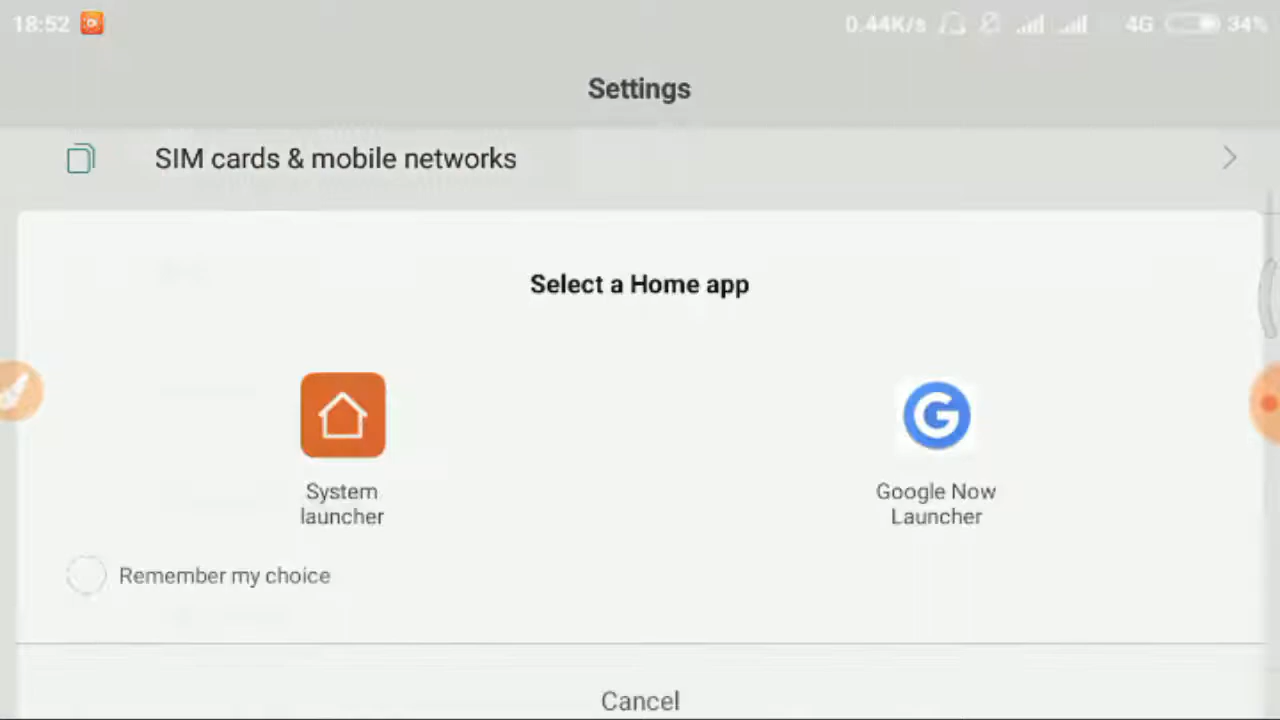 18:52 0.44K/s 4G 34%
Settings
SIM cards & mobile networks
Select a Home app
System launcher
Google Now Launcher
Remember my choice
Cancel